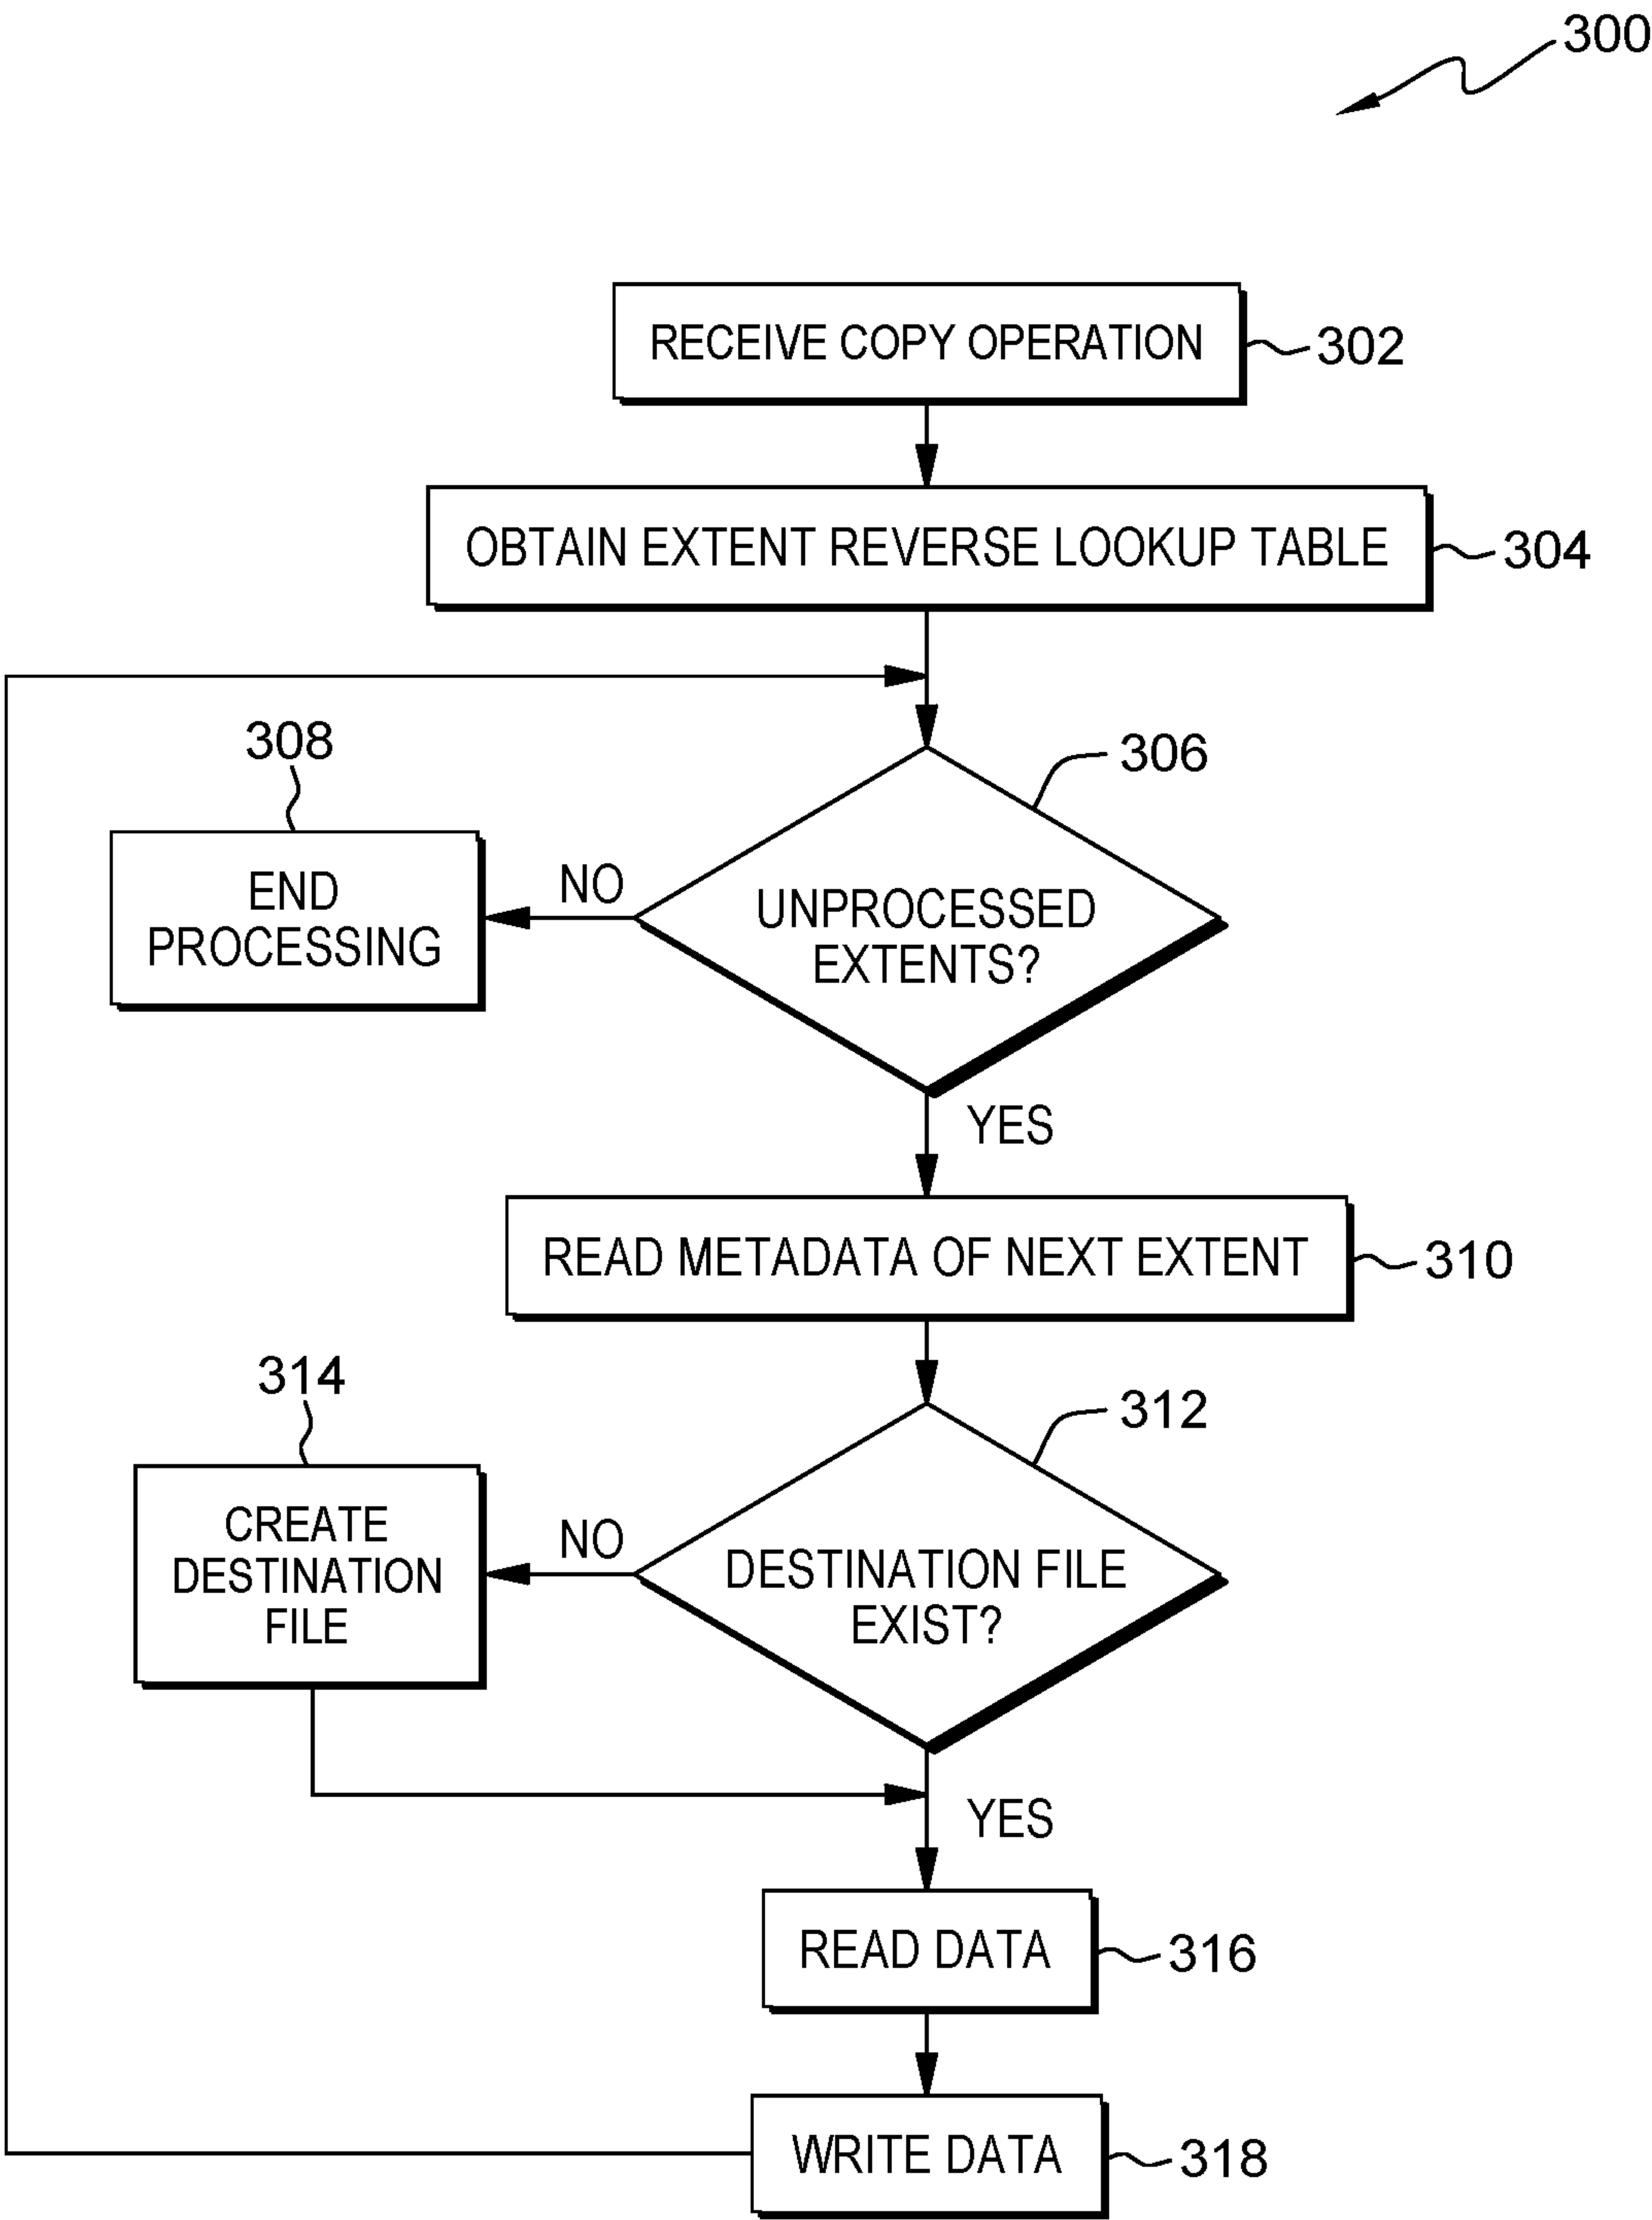 300
RECEIVE COPY OPERATION
302
OBTAIN EXTENT REVERSE LOOKUP TABLE
304
308
306
END
PROCESSING
NO
UNPROCESSED
EXTENTS?
YES
READ METADATA OF NEXT EXTENT
310
314
312
CREATE
DESTINATION
FILE
NO
DESTINATION FILE
EXIST?
YES
READ DATA
316
WRITE DATA
318